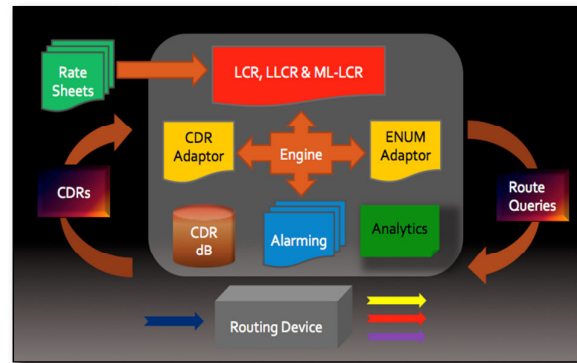 Rate
Sheets
LCR, LLCR & ML-LCR
CDR
Adaptor
Engine
ENUM
Adaptor
CDRs
Route
Queries
CDR
dB
Alarming
Analytics
Routing Device